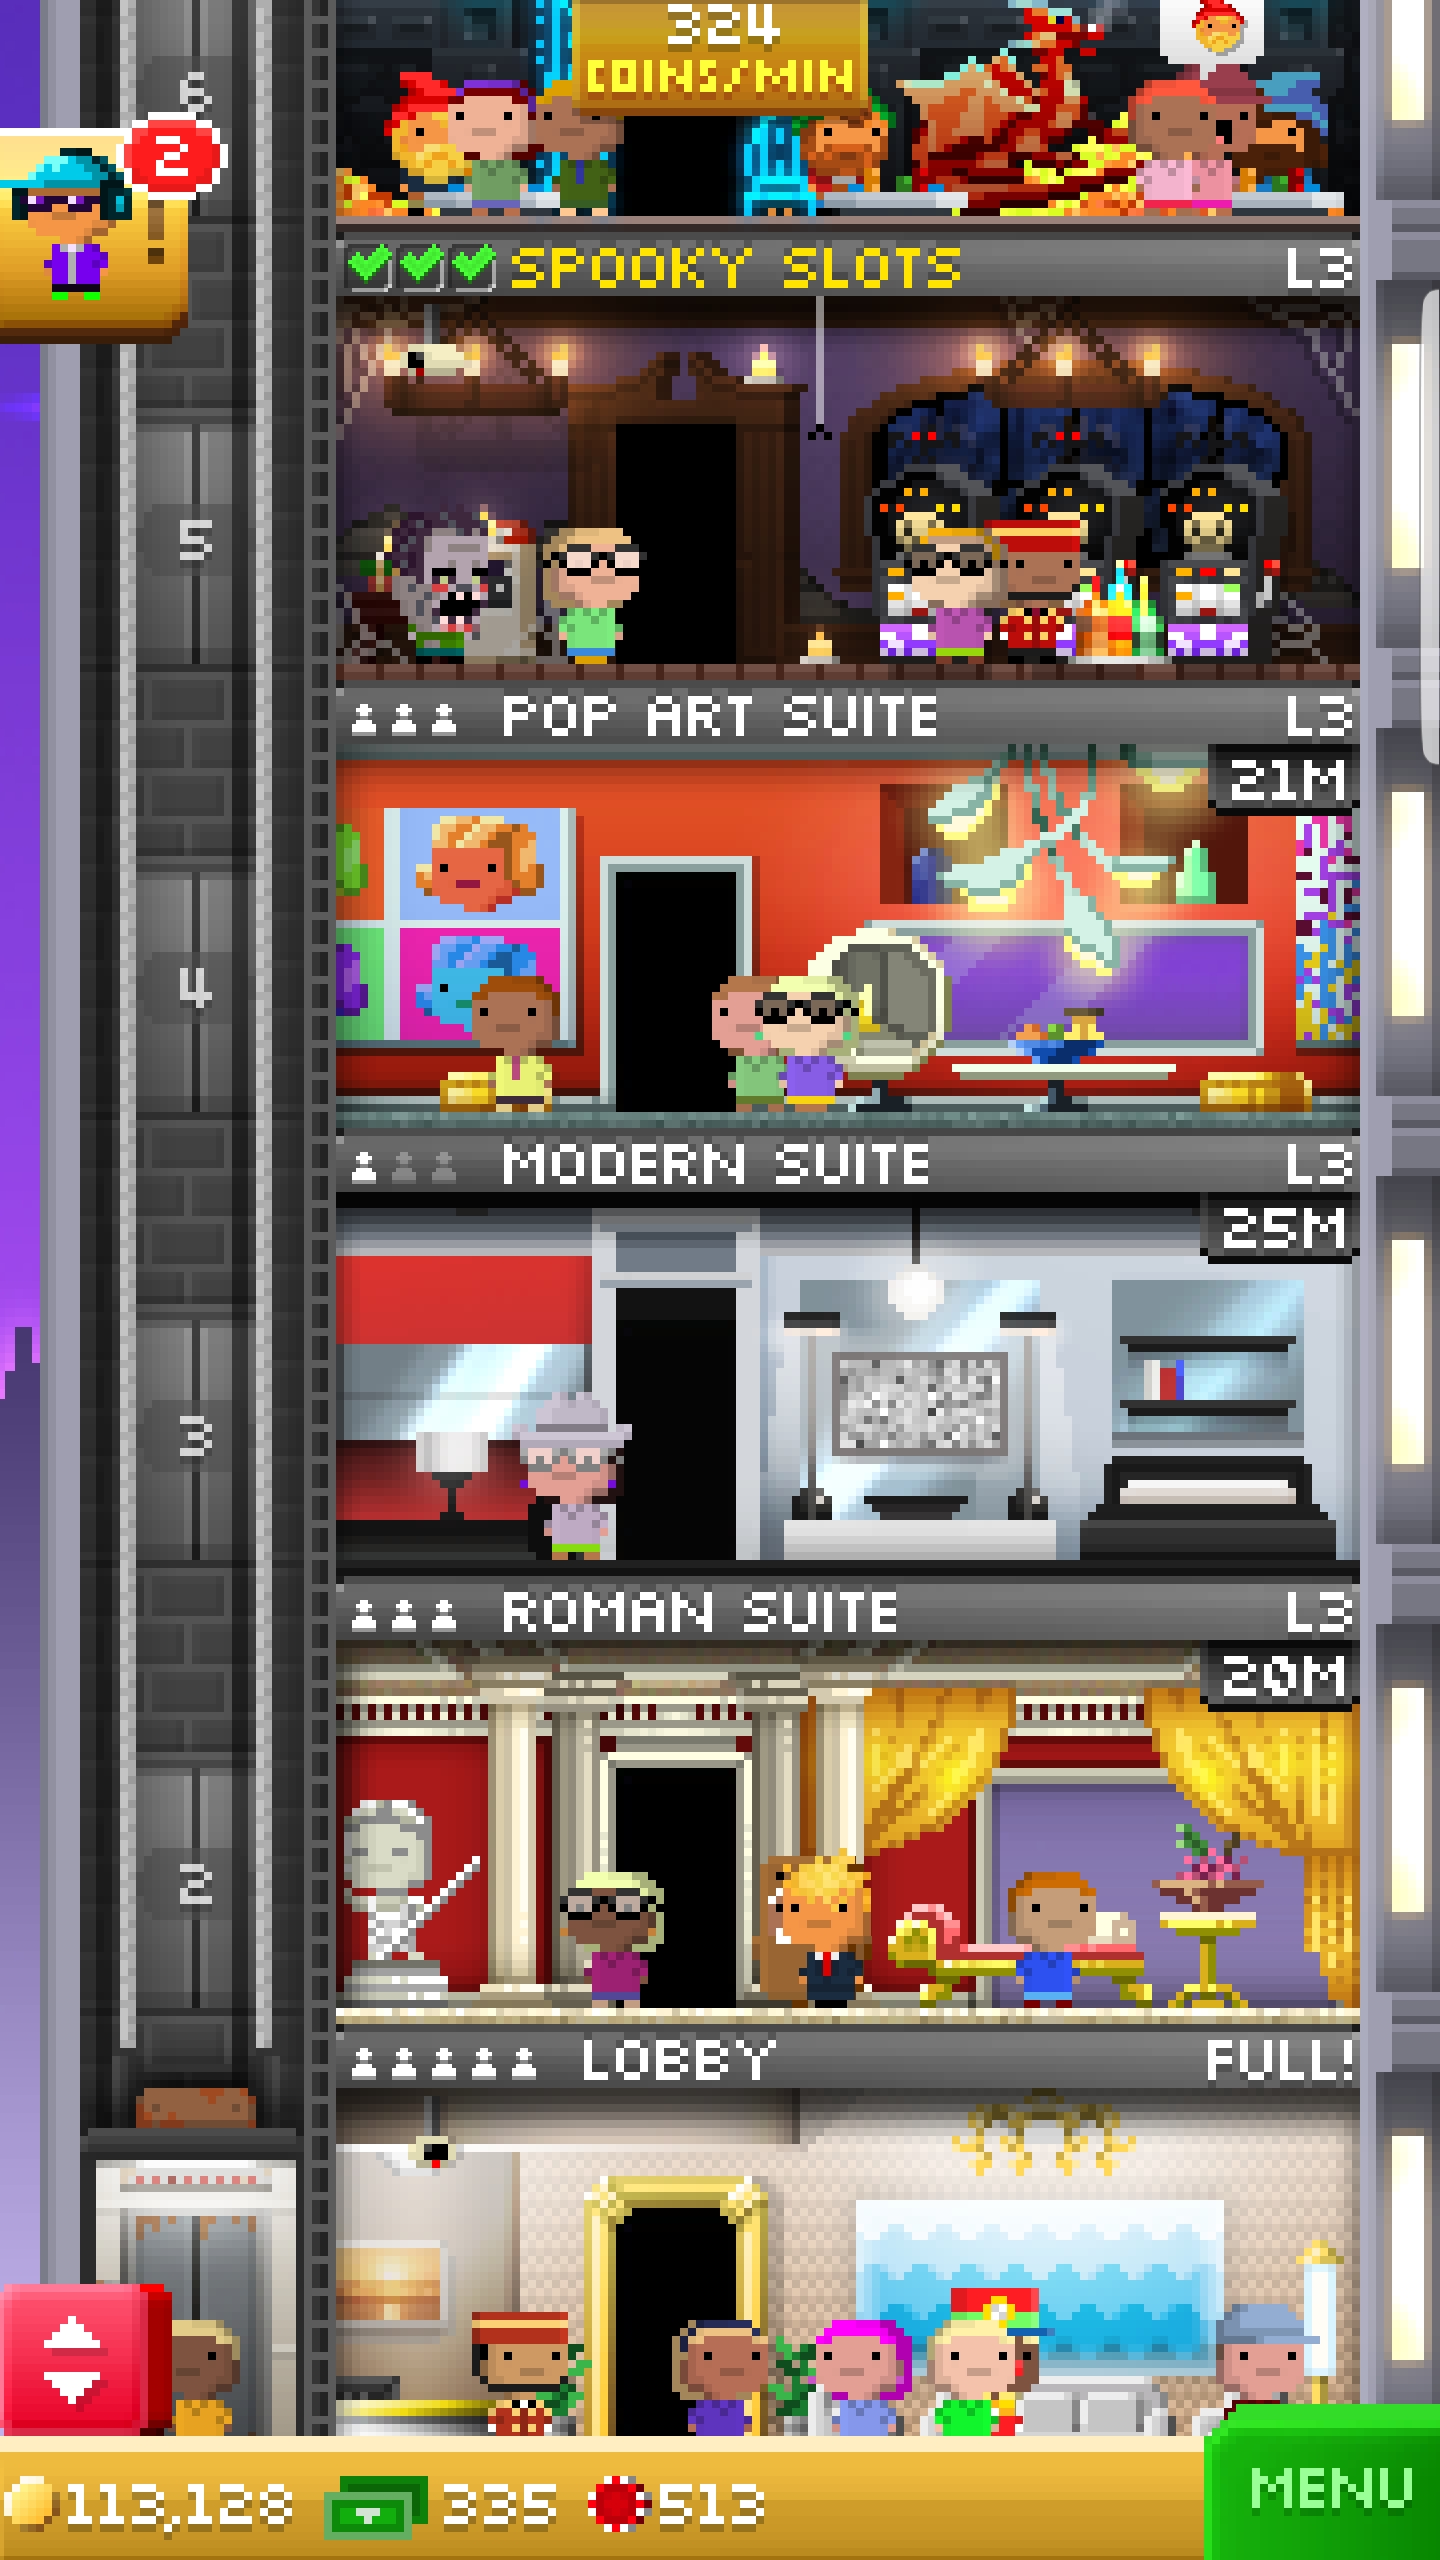 324
COINS/MIN
6
2
!
SPOOKY SLOTS L3
5
POP ART SUITE L3
21M
4
MODERN SUITE L3
25M
3
ROMAN SUITE L3
20M
2
LOBBY FULL!
113,128 335 513
MENU